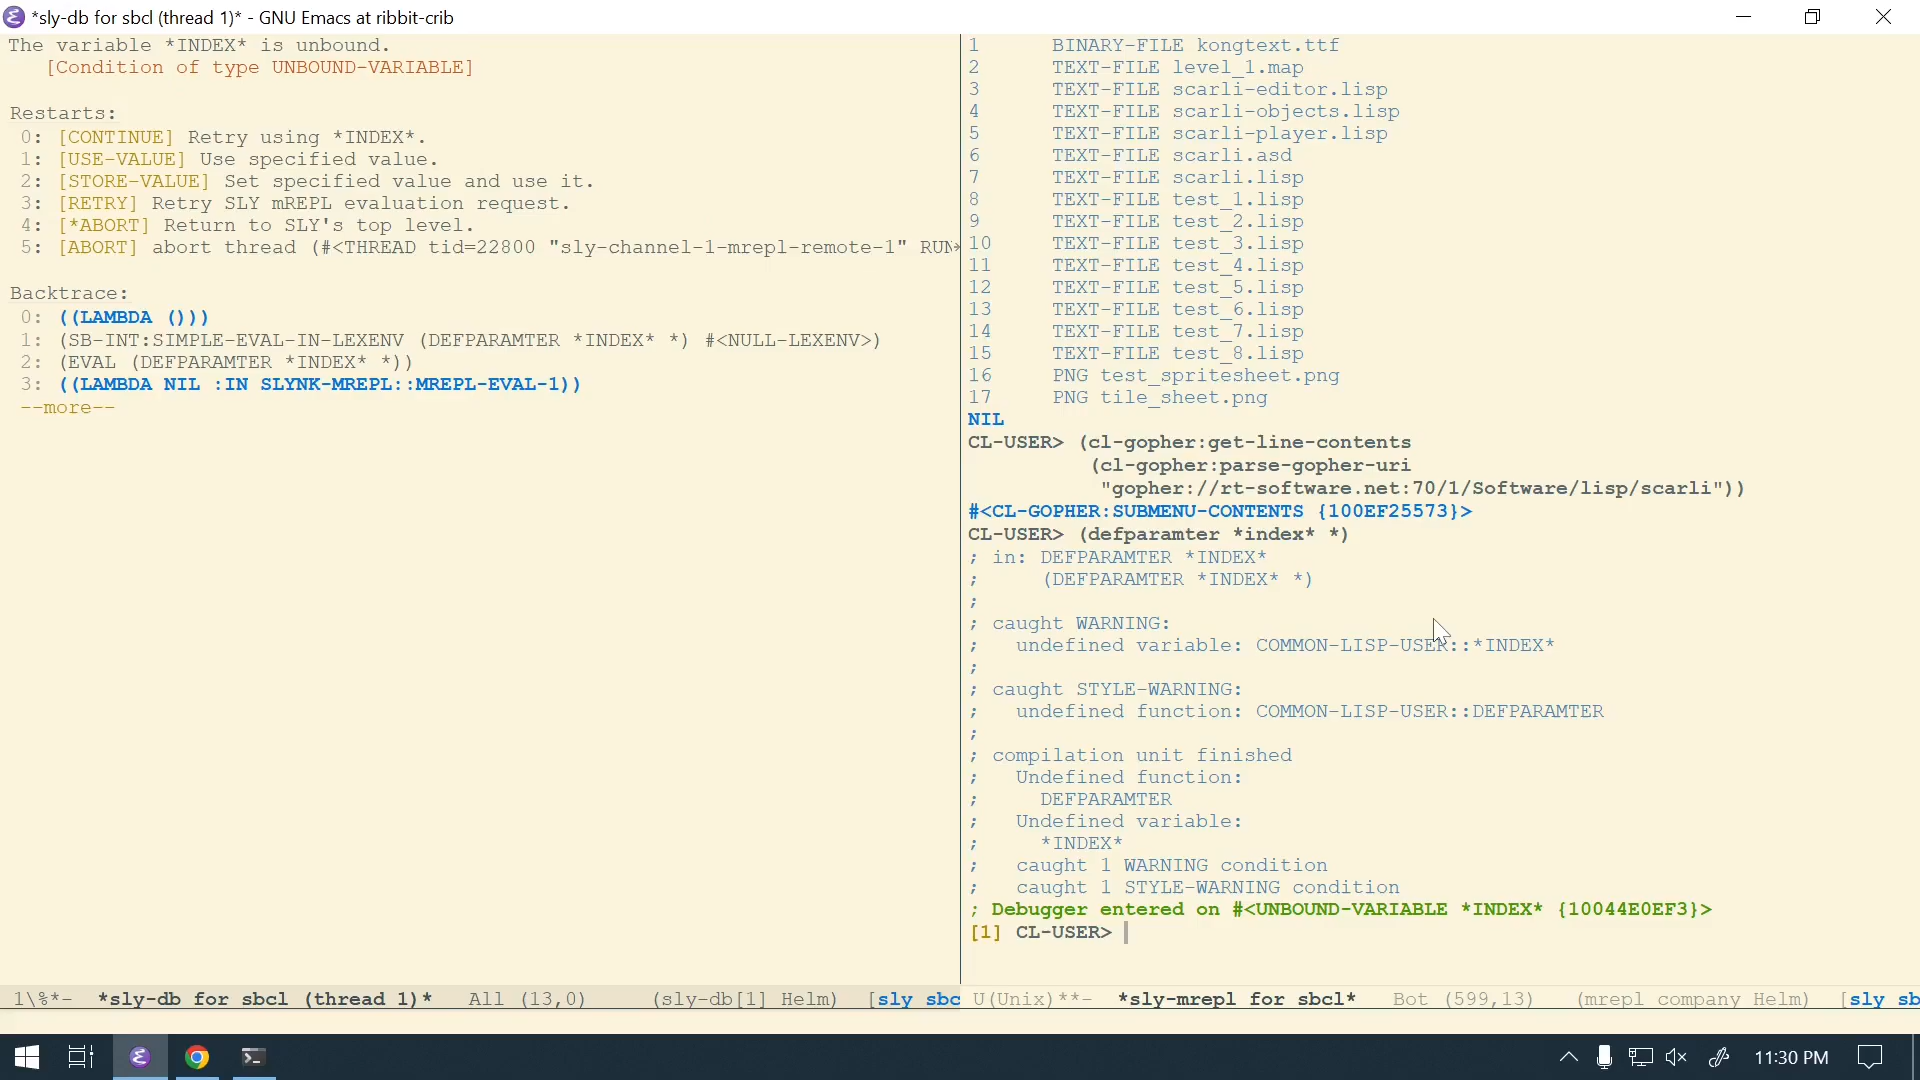 *sly-db for sbcl (thread 1)* - GNU Emacs at ribbit-crib
The variable *INDEX* is unbound.
[Condition of type UNBOUND-VARIABLE]
Restarts:
0: [CONTINUE] Retry using *INDEX*.
1: [USE-VALUE] Use specified value.
2: [STORE-VALUE] Set specified value and use it.
3: [RETRY] Retry SLY mREPL evaluation request.
4: [*ABORT] Return to SLY's top level.
5: [ABORT] abort thread (#<THREAD tid=22800 "sly-channel-1-mrepl-remote-1" RUN
Backtrace:
0: ((LAMBDA ()))
1: (SB-INT:SIMPLE-EVAL-IN-LEXENV (DEFPARAMTER *INDEX* *) #<NULL-LEXENV>)
2: (EVAL (DEFPARAMTER *INDEX* *))
3: ((LAMBDA NIL :IN SLYNK-MREPL::MREPL-EVAL-1))
--more--
1\%*- *sly-db for sbcl (thread 1)* All (13,0) (sly-db[1] Helm) [sly sbc
1 BINARY-FILE kongtext.ttf
2 TEXT-FILE level_1.map
3 TEXT-FILE scarli-editor.lisp
4 TEXT-FILE scarli-objects.lisp
5 TEXT-FILE scarli-player.lisp
6 TEXT-FILE scarli.asd
7 TEXT-FILE scarli.lisp
8 TEXT-FILE test_1.lisp
9 TEXT-FILE test_2.lisp
10 TEXT-FILE test_3.lisp
11 TEXT-FILE test_4.lisp
12 TEXT-FILE test_5.lisp
13 TEXT-FILE test_6.lisp
14 TEXT-FILE test_7.lisp
15 TEXT-FILE test_8.lisp
16 PNG test_spritesheet.png
17 PNG tile_sheet.png
NIL
CL-USER> (cl-gopher:get-line-contents
(cl-gopher:parse-gopher-uri
"gopher://rt-software.net:70/1/Software/lisp/scarli"))
#<CL-GOPHER:SUBMENU-CONTENTS {100EF25573}>
CL-USER> (defparamter *index* *)
; in: DEFPARAMTER *INDEX*
; (DEFPARAMTER *INDEX* *)
;
; caught WARNING:
; undefined variable: COMMON-LISP-USER::*INDEX*
;
; caught STYLE-WARNING:
; undefined function: COMMON-LISP-USER::DEFPARAMTER
;
; compilation unit finished
; Undefined function:
; DEFPARAMTER
; Undefined variable:
; *INDEX*
; caught 1 WARNING condition
; caught 1 STYLE-WARNING condition
; Debugger entered on #<UNBOUND-VARIABLE *INDEX* {10044E0EF3}>
[1] CL-USER>
U(Unix)**- *sly-mrepl for sbcl* Bot (599,13) (mrepl company Helm) [sly sb
11:30 PM